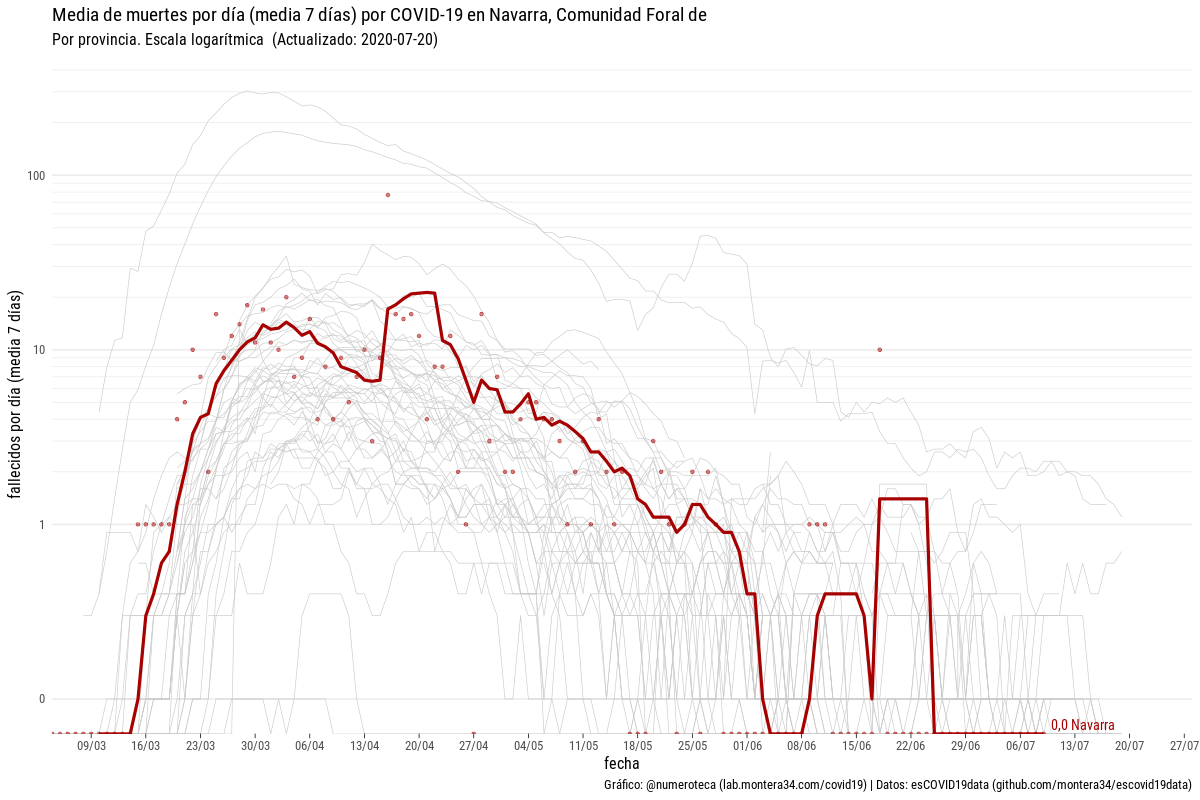 Media de muertes por día (media 7 días) por COVID-19 en Navarra, Comunidad Foral de
Por provincia. Escala logarítmica (Actualizado: 2020-07-20)
fallecidos por día (media 7 días)
100
10
1
0
0,0 Navarra
09/03 16/03 23/03 30/03 06/04 13/04 20/04 27/04 04/05 11/05 18/05 25/05 01/06 08/06 15/06 22/06 29/06 06/07 13/07 20/07 27/07
fecha
Gráfico: @numeroteca (lab.montera34.com/covid19) | Datos: esCOVID19data (github.com/montera34/escovid19data)